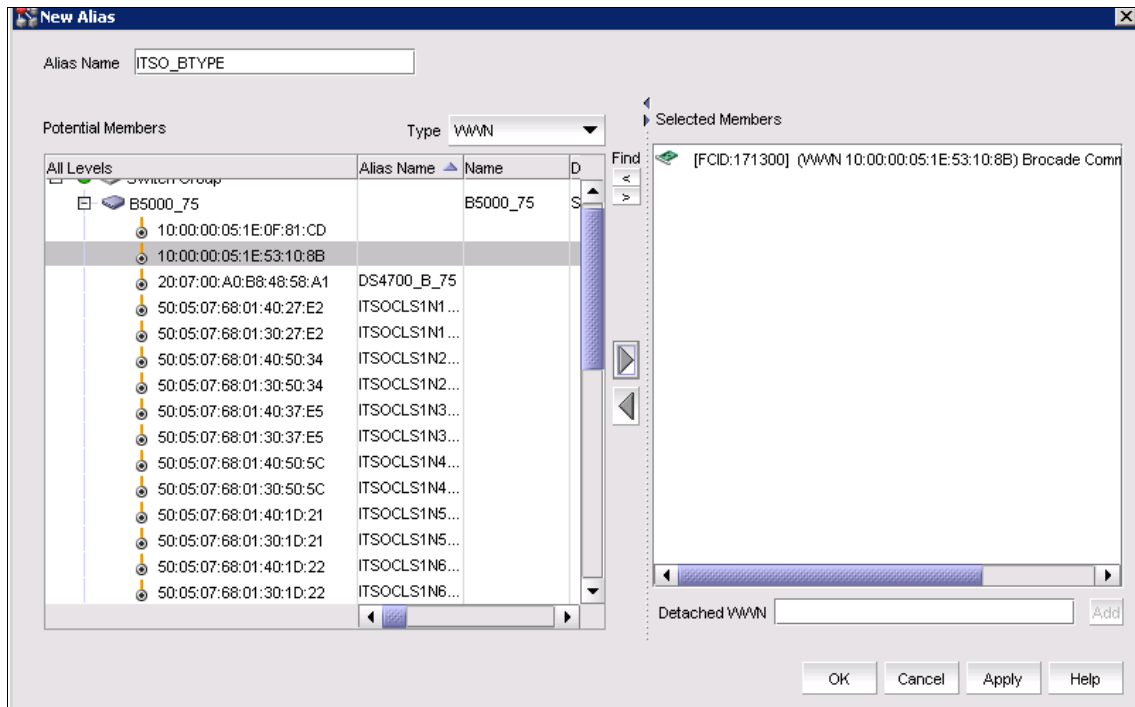 New Alias
Alias Name ITSO_BTYPE
Potential Members Type WWN
Selected Members
All Levels Alias Name Name D
Find
<
>
[FCID:171300] (WWN 10:00:00:05:1E:53:10:8B) Brocade Comm
Switch Group
B5000_75 B5000_75 S
10:00:00:05:1E:0F:81:CD
10:00:00:05:1E:53:10:8B
20:07:00:A0:B8:48:58:A1 DS4700_B_75
50:05:07:68:01:40:27:E2 ITSOCLS1N1...
50:05:07:68:01:30:27:E2 ITSOCLS1N1...
50:05:07:68:01:40:50:34 ITSOCLS1N2...
50:05:07:68:01:30:50:34 ITSOCLS1N2...
50:05:07:68:01:40:37:E5 ITSOCLS1N3...
50:05:07:68:01:30:37:E5 ITSOCLS1N3...
50:05:07:68:01:40:50:5C ITSOCLS1N4...
50:05:07:68:01:30:50:5C ITSOCLS1N4...
50:05:07:68:01:40:1D:21 ITSOCLS1N5...
50:05:07:68:01:30:1D:21 ITSOCLS1N5...
50:05:07:68:01:40:1D:22 ITSOCLS1N6...
50:05:07:68:01:30:1D:22 ITSOCLS1N6...
Detached WWN Add
OK Cancel Apply Help